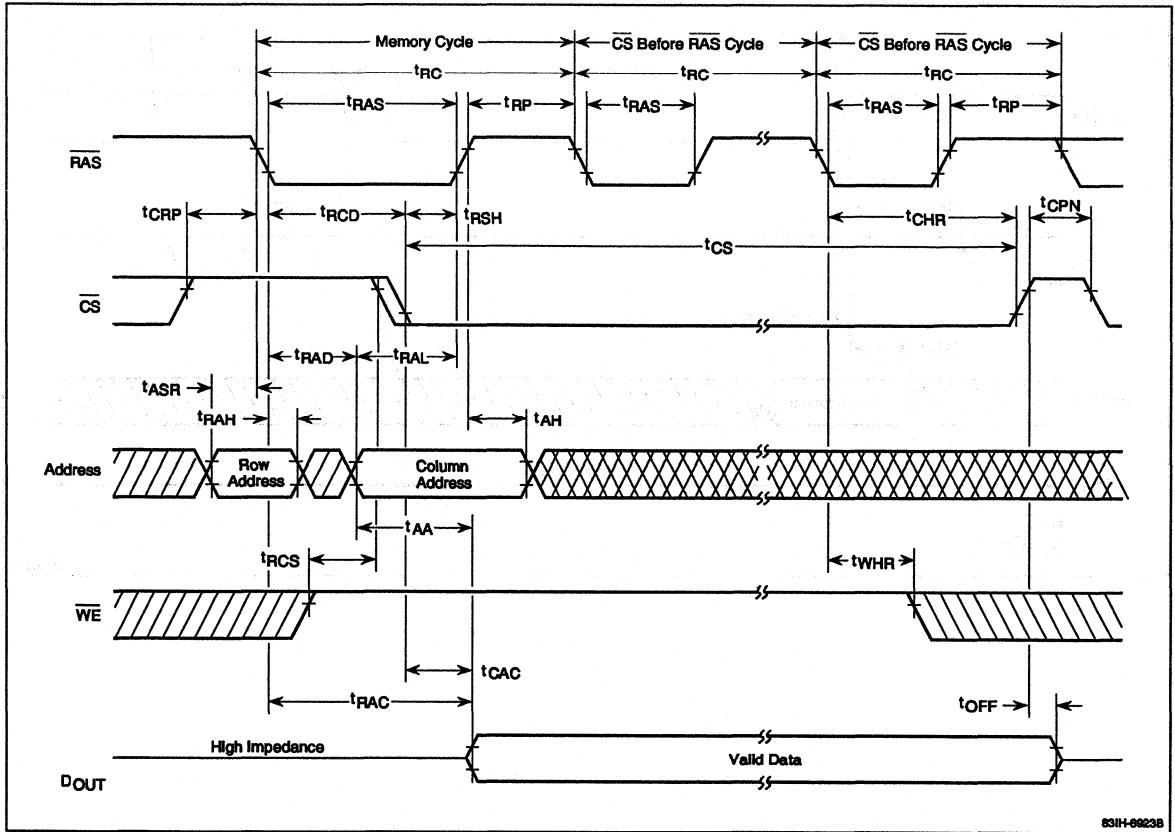 Memory Cycle
CS Before RAS Cycle
CS Before RAS Cycle
tRC
tRC
tRC
tRAS
tRP
tRAS
tRAS
tRP
RAS
tCRP
tRCD
tRSH
tCHR
tCPN
tCS
CS
tRAD
tRAL
tASR
tRAH
tAH
Address
Row
Address
Column
Address
tAA
tRCS
tWHR
WE
tCAC
tRAC
tOFF
High Impedance
Valid Data
DOUT
83IH-6923B